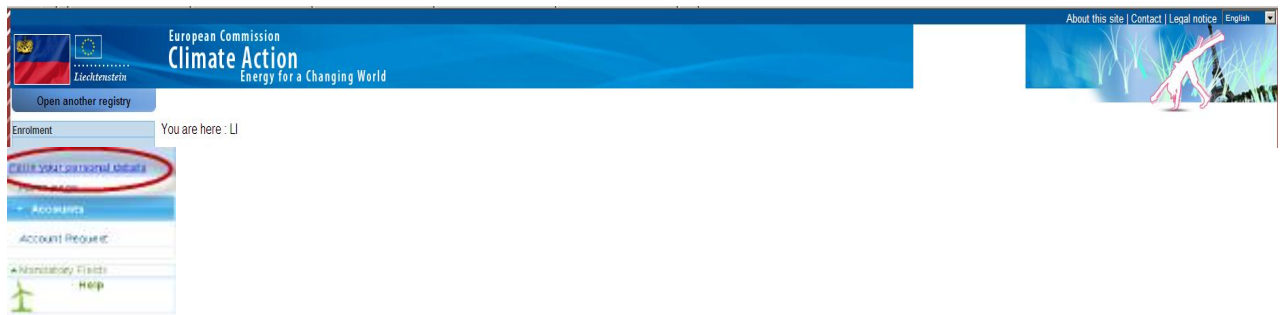 About this site | Contact | Legal notice English
European Commission
Climate Action
Energy for a Changing World
Liechtenstein
Open another registry
Enrolment
You are here : LI
Fill in your personal details
Accounts
Account Request
Mandatory Fields
Help